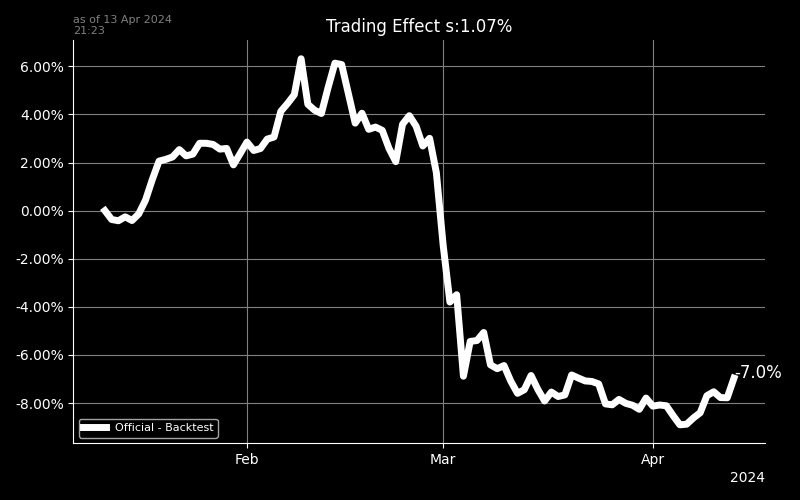 as of 13 Apr 2024
21:23
Trading Effect s:1.07%
6.00%
4.00%
2.00%
0.00%
-2.00%
-4.00%
-6.00%
-8.00%
-7.0%
Official - Backtest
Feb
Mar
Apr
2024